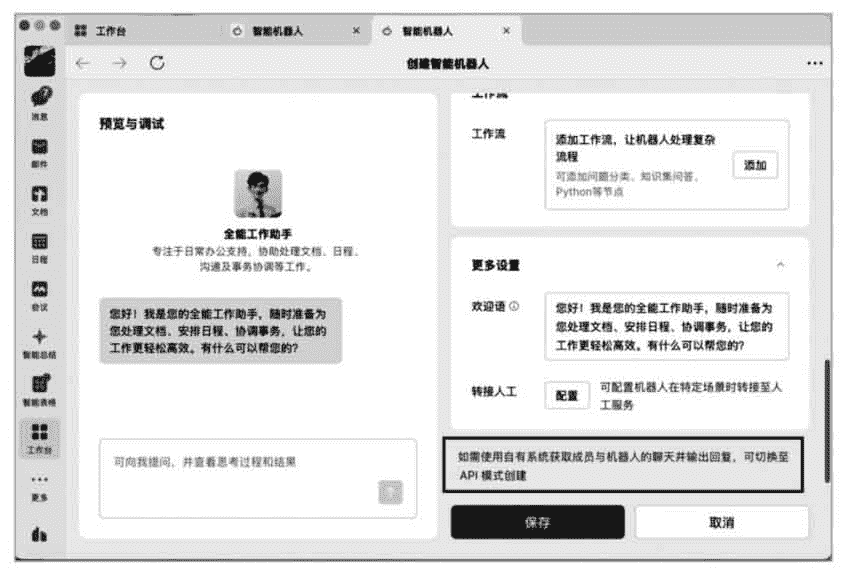 工作台
智能机器人
智能机器人
创建智能机器人
消息
邮件
文档
日程
会议
智能总结
智能表格
工作台
更多
预览与调试
全能工作助手
专注于日常办公支持，协助处理文档、日程、
沟通及事务协调等工作。
您好！我是您的全能工作助手，随时准备为
您处理文档、安排日程、协调事务，让您的
工作更轻松高效。有什么可以帮您的？
可向我提问，并查看思考过程和结果
工作流
工作流
添加工作流，让机器人处理复杂
流程
可添加问题分类、知识集问答、
Python等节点
添加
更多设置
欢迎语
您好！我是您的全能工作助手，随时准备为
您处理文档、安排日程、协调事务，让您的
工作更轻松高效。有什么可以帮您的？
转接人工
配置
可配置机器人在特定场景时转接至人
工服务
如需使用自有系统获取成员与机器人的聊天并输出回复，可切换至
API 模式创建
保存
取消